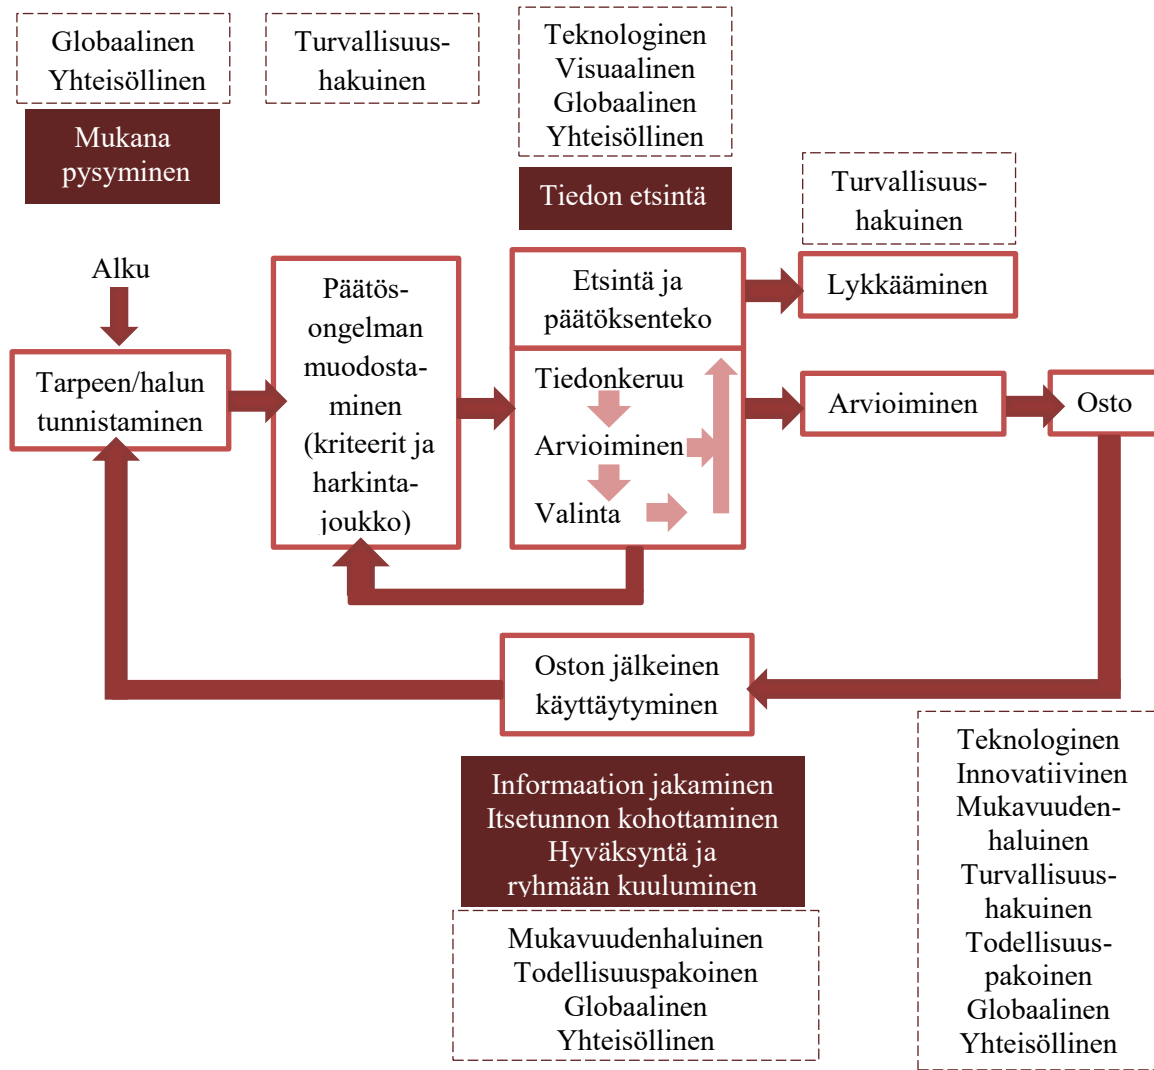 Globaalinen
Yhteisöllinen
Mukana
pysyminen
Turvallisuus-
hakuinen
Teknologinen
Visuaalinen
Globaalinen
Yhteisöllinen
Tiedon etsintä
Turvallisuus-
hakuinen
Alku
Tarpeen/halun
tunnistaminen
Päätös-
ongelman
muodosta-
minen
(kriteerit ja
harkinta-
joukko)
Etsintä ja
päätöksenteko
Tiedonkeruu
Arvioiminen
Valinta
Lykkääminen
Arvioiminen
Osto
Oston jälkeinen
käyttäytyminen
Informaation jakaminen
Itsetunnon kohottaminen
Hyväksyntä ja
ryhmään kuuluminen
Mukavuudenhaluinen
Todellisuuspakoinen
Globaalinen
Yhteisöllinen
Teknologinen
Innovatiivinen
Mukavuuden-
haluinen
Turvallisuus-
hakuinen
Todellisuus-
pakoinen
Globaalinen
Yhteisöllinen